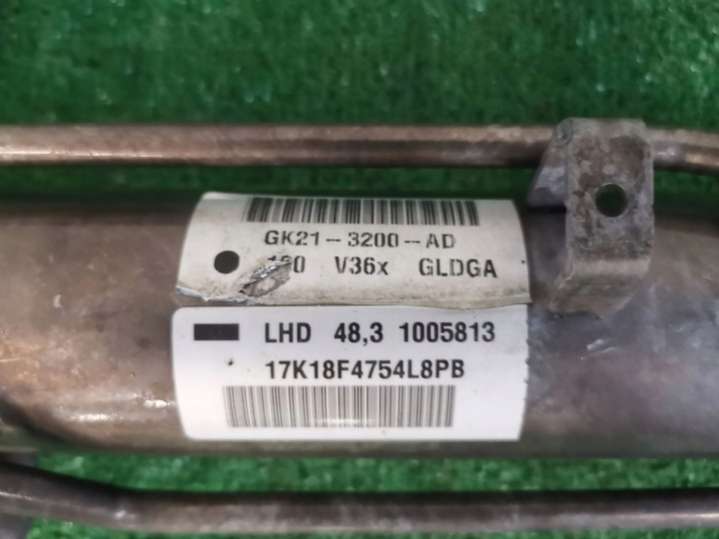 GK21-3200-AD
V36x GLDGA
LHD 48,3 1005813
17K18F4754L8PB